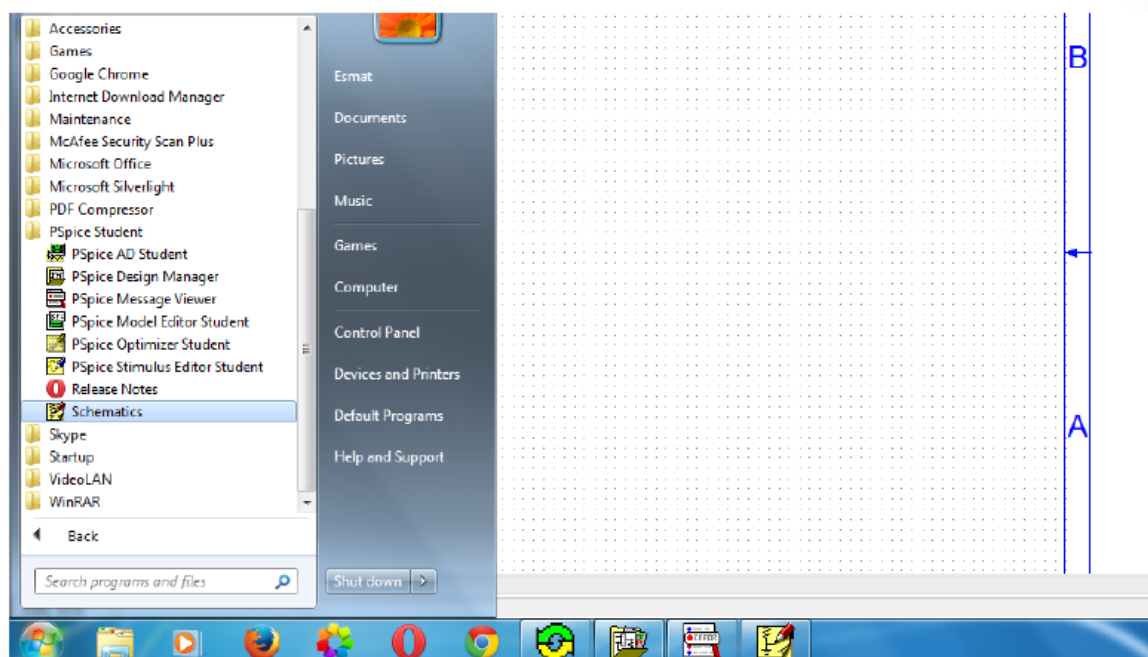 Accessories
Games
Google Chrome
Internet Download Manager
Maintenance
McAfee Security Scan Plus
Microsoft Office
Microsoft Silverlight
PDF Compressor
PSpice Student
PSpice AD Student
PSpice Design Manager
PSpice Message Viewer
PSpice Model Editor Student
PSpice Optimizer Student
PSpice Stimulus Editor Student
Release Notes
Schematics
Skype
Startup
VideoLAN
WinRAR
Back
Search programs and files
Esmat
Documents
Pictures
Music
Games
Computer
Control Panel
Devices and Printers
Default Programs
Help and Support
Shut down
B
A
ERROR